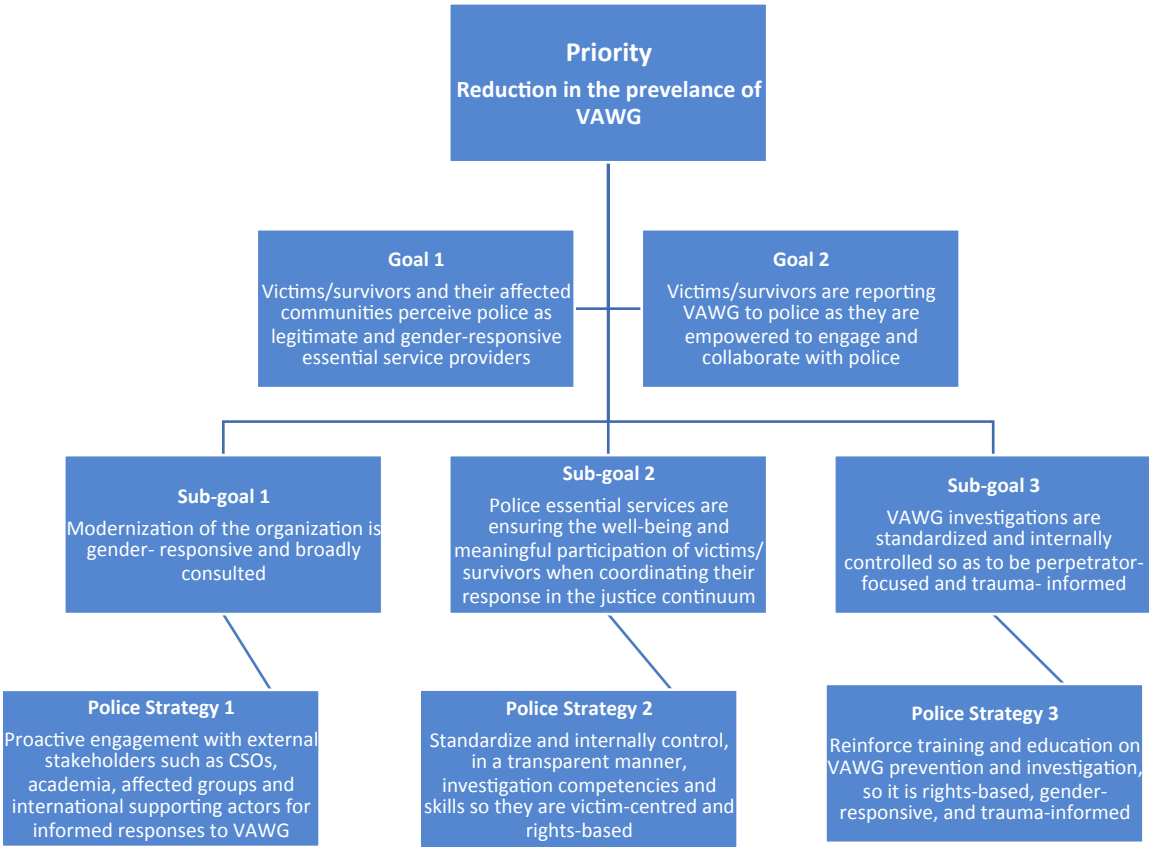 Priority
Reduction in the prevelance of
VAWG
Goal 1
Victims/survivors and their affected
communities perceive police as
legitimate and gender-responsive
essential service providers
Goal 2
Victims/survivors are reporting
VAWG to police as they are
empowered to engage and
collaborate with police
Sub-goal 1
Modernization of the organization is
gender- responsive and broadly
consulted
Sub-goal 2
Police essential services are
ensuring the well-being and
meaningful participation of victims/
survivors when coordinating their
response in the justice continuum
Sub-goal 3
VAWG investigations are
standardized and internally
controlled so as to be perpetrator-
focused and trauma- informed
Police Strategy 1
Proactive engagement with external
stakeholders such as CSOs,
academia, affected groups and
international supporting actors for
informed responses to VAWG
Police Strategy 2
Standardize and internally control,
in a transparent manner,
investigation competencies and
skills so they are victim-centred and
rights-based
Police Strategy 3
Reinforce training and education on
VAWG prevention and investigation,
so it is rights-based, gender-
responsive, and trauma-informed